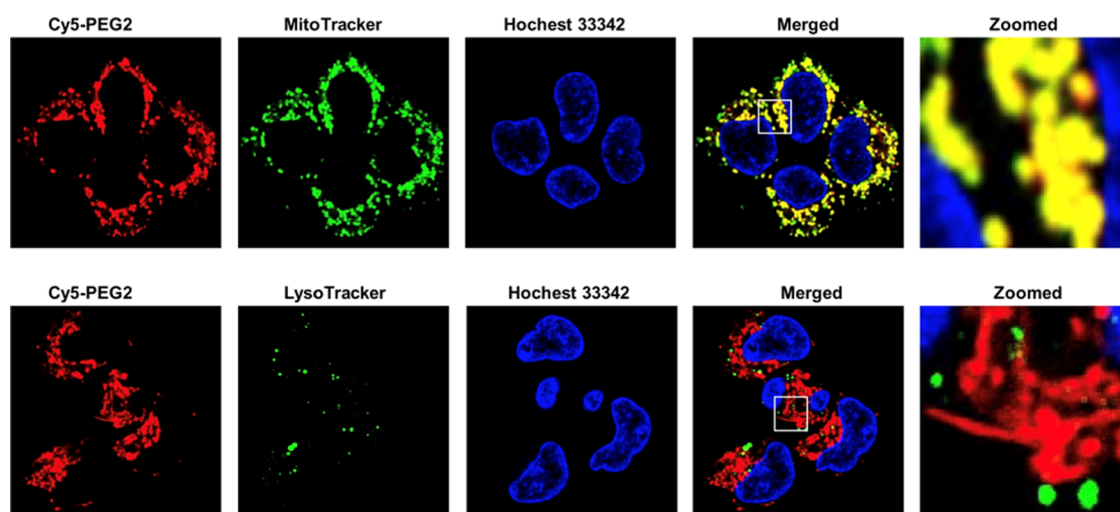 Cy5-PEG2 MitoTracker Hochest 33342 Merged Zoomed
Cy5-PEG2 LysoTracker Hochest 33342 Merged Zoomed